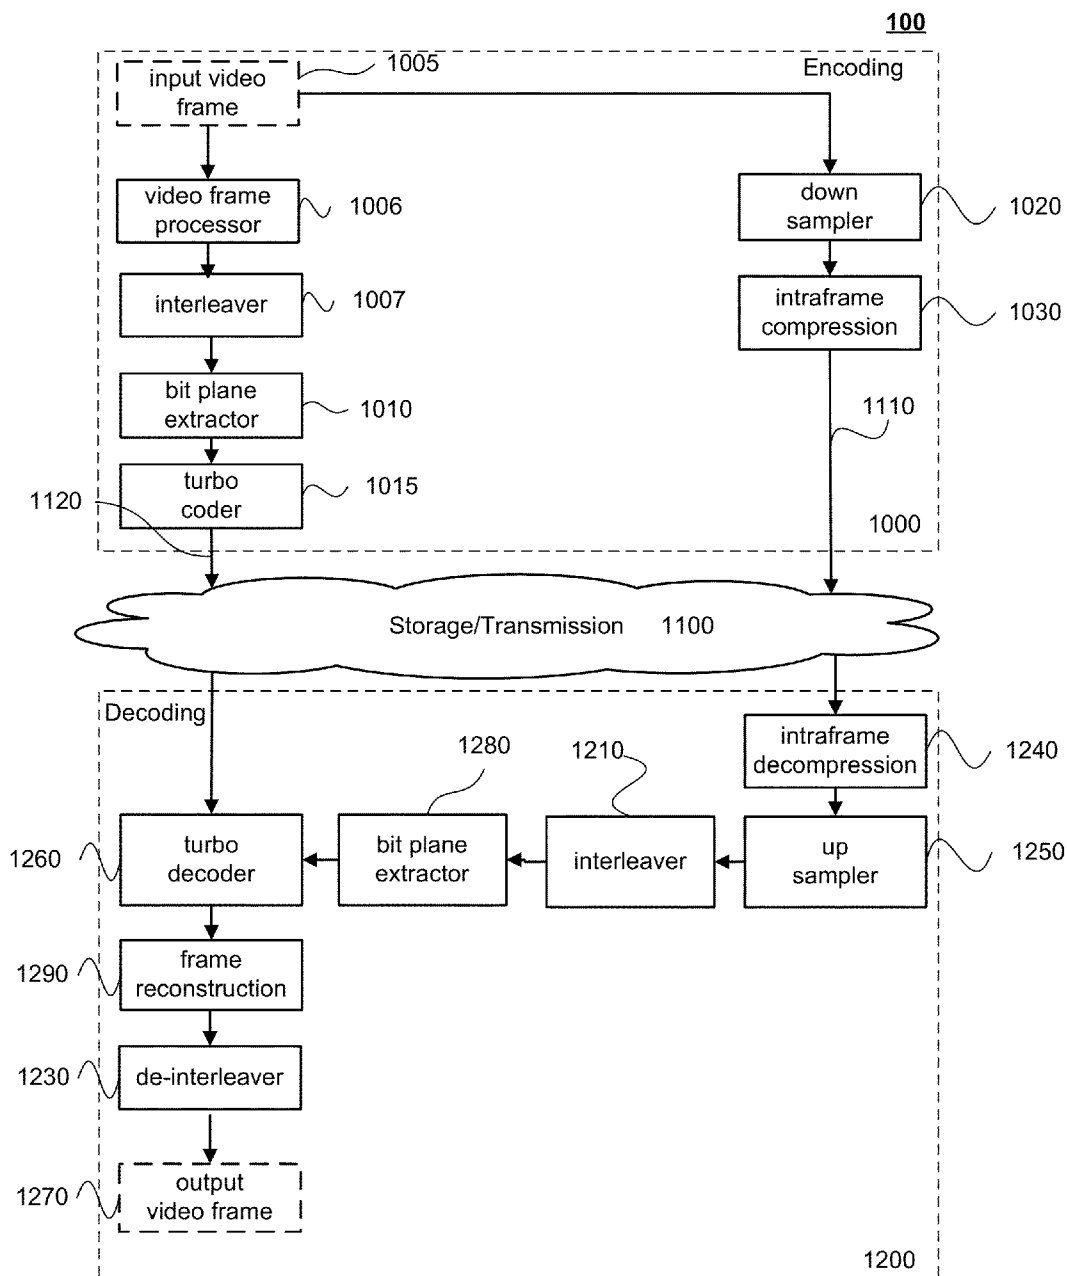 100
input video
frame
1005
Encoding
video frame
processor
1006
down
sampler
1020
interleaver
1007
intraframe
compression
1030
bit plane
extractor
1010
1110
turbo
coder
1015
1120
1000
Storage/Transmission 1100
Decoding
intraframe
decompression
1240
1280
1210
turbo
decoder
1260
bit plane
extractor
interleaver
up
sampler
1250
frame
reconstruction
1290
de-interleaver
1230
output
video frame
1270
1200